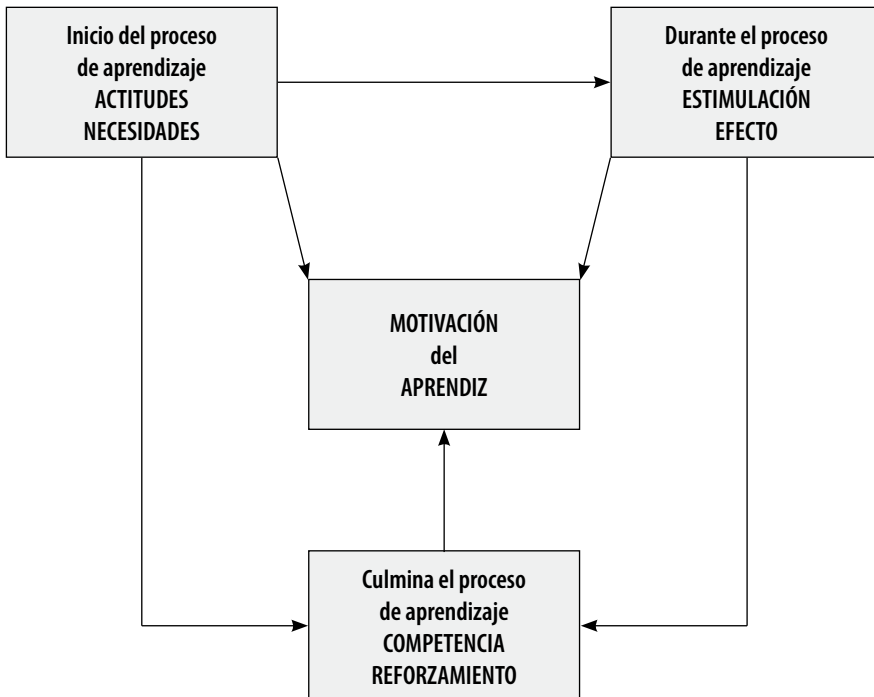 Inicio del proceso
de aprendizaje
ACTITUDES
NECESIDADES
Durante el proceso
de aprendizaje
ESTIMULACIÓN
EFECTO
MOTIVACIÓN
del
APRENDIZ
Culmina el proceso
de aprendizaje
COMPETENCIA
REFORZAMIENTO